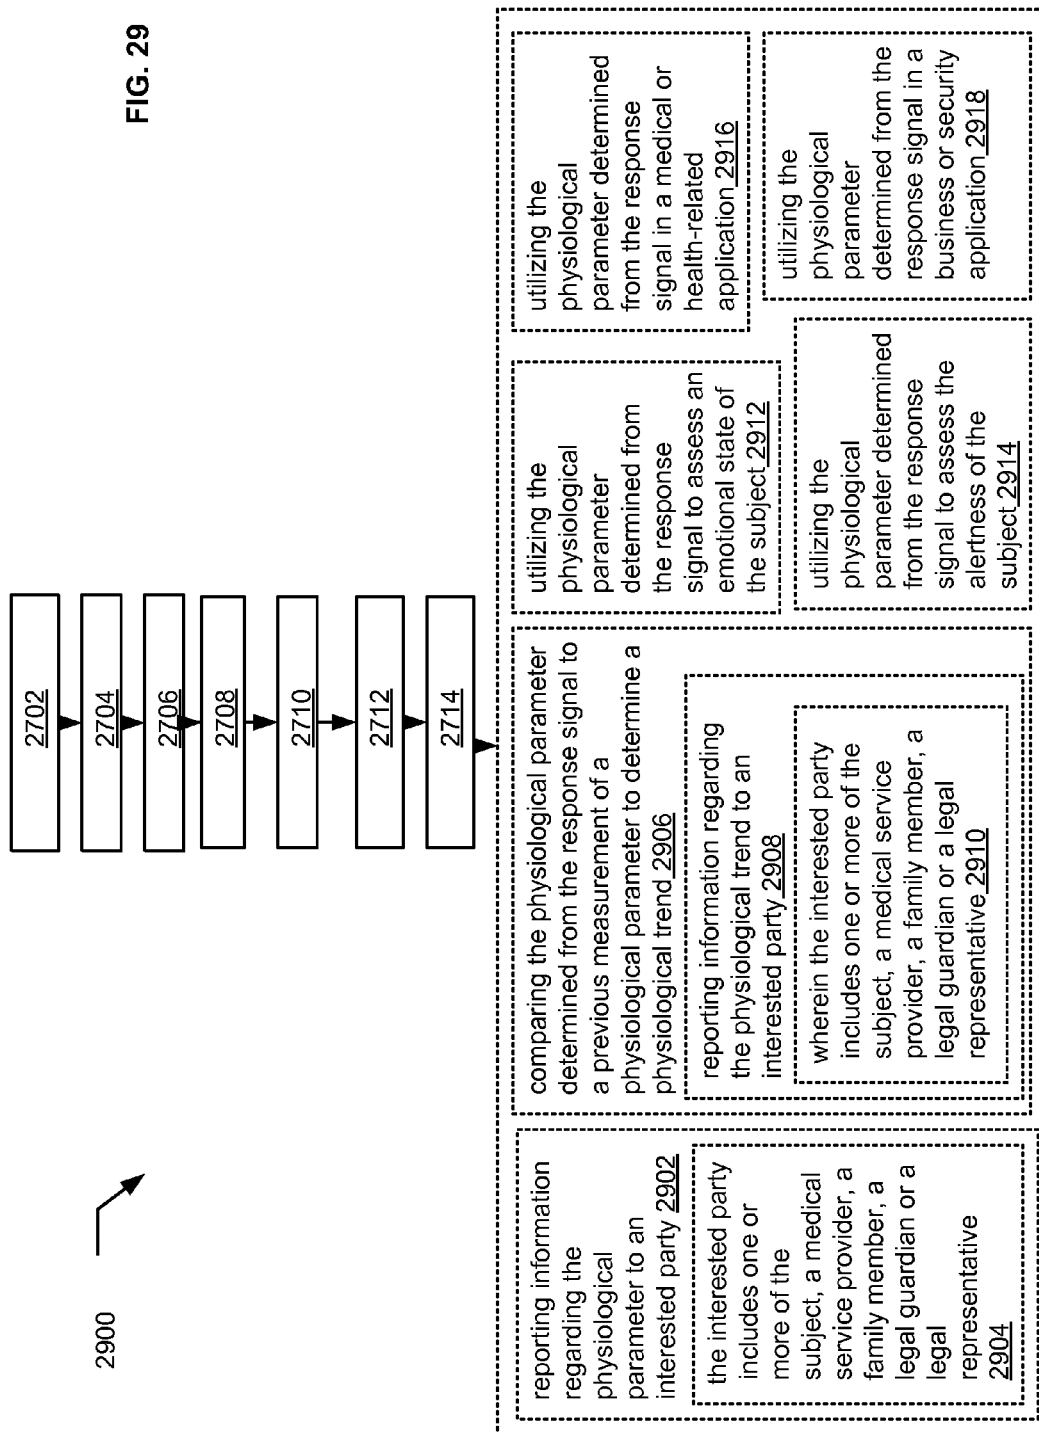 FIG. 29
2900
2702
2704
2706
2708
2710
2712
2714
reporting information
regarding the
physiological
parameter to an
interested party 2902
the interested party
includes one or
more of the
subject, a medical
service provider, a
family member, a
legal guardian or a
legal
representative
2904
comparing the physiological parameter
determined from the response signal to
a previous measurement of a
physiological parameter to determine a
physiological trend 2906
reporting information regarding
the physiological trend to an
interested party 2908
wherein the interested party
includes one or more of the
subject, a medical service
provider, a family member, a
legal guardian or a legal
representative 2910
utilizing the
physiological
parameter
determined from
the response
signal to assess an
emotional state of
the subject 2912
utilizing the
physiological
parameter determined
from the response
signal to assess the
alertness of the
subject 2914
utilizing the
physiological
parameter determined
from the response
signal in a medical or
health-related
application 2916
utilizing the
physiological
parameter
determined from the
response signal in a
business or security
application 2918